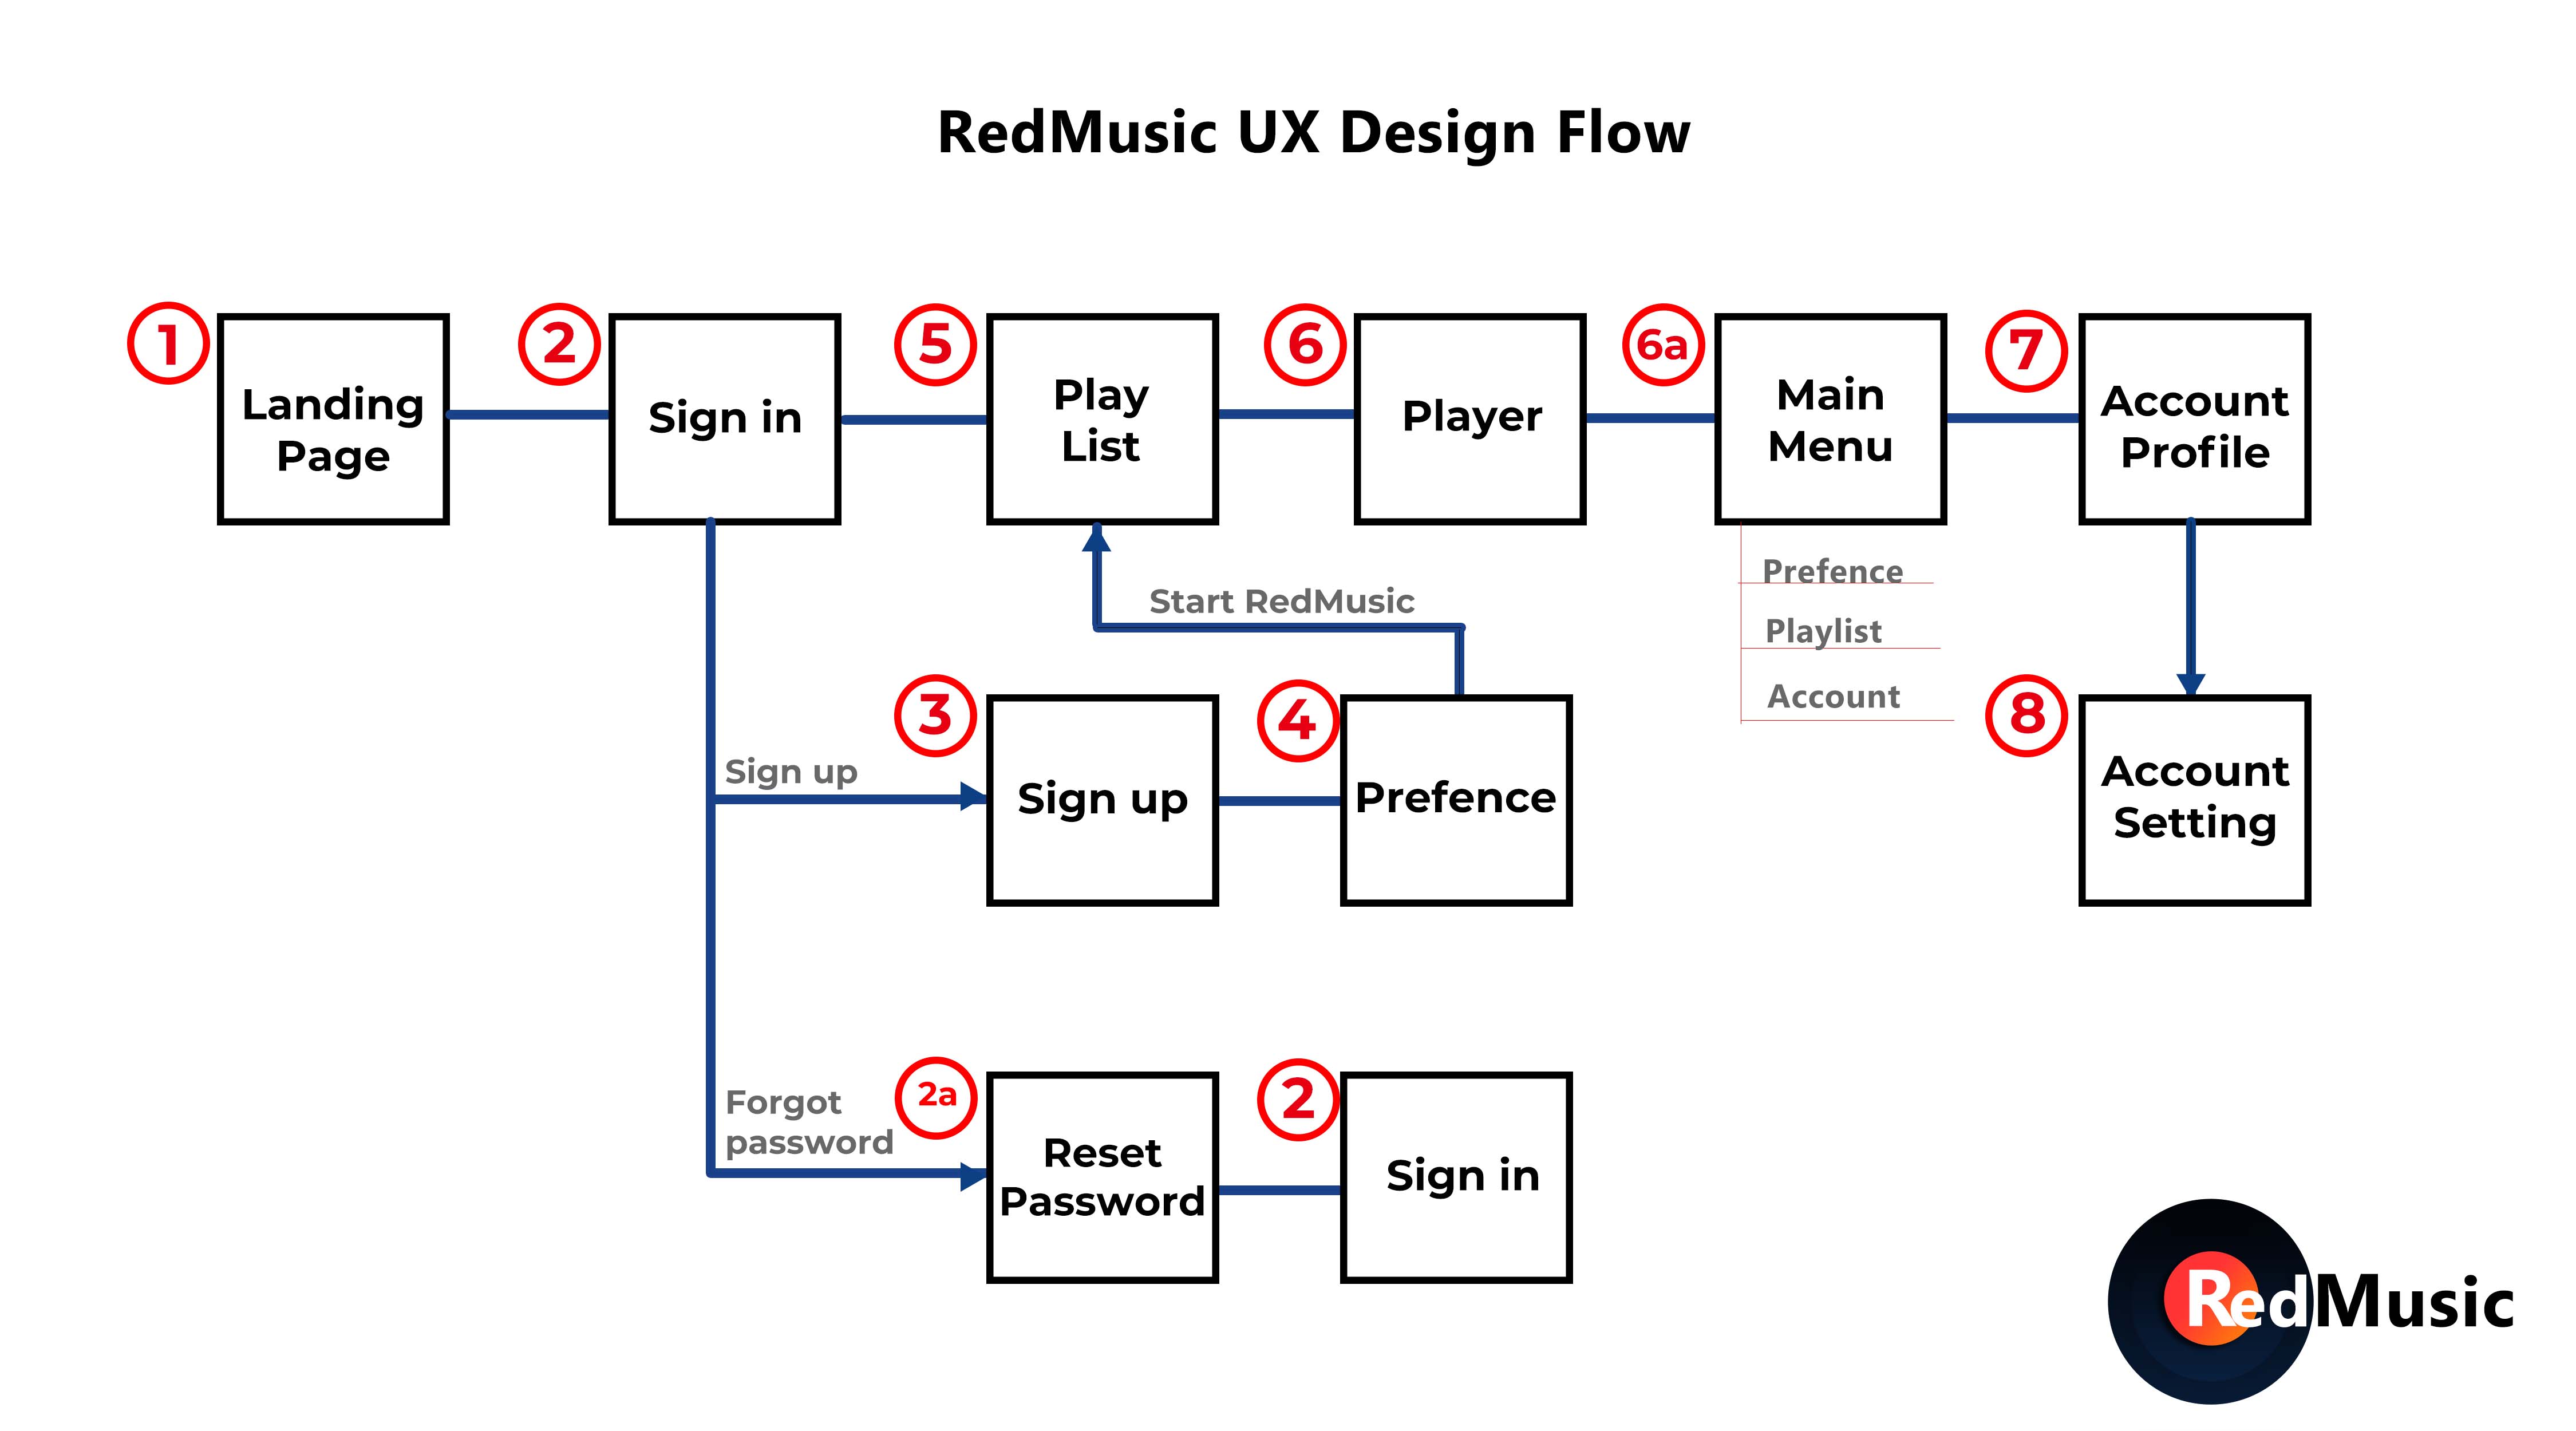 RedMusic UX Design Flow
1
Landing
Page
2
Sign in
5
Play
List
6
Player
6a
Main
Menu
7
Account
Profile
Prefence
Playlist
Account
Start RedMusic
Sign up
3
Sign up
4
Prefence
8
Account
Setting
Forgot
password
2a
Reset
Password
2
Sign in
RedMusic